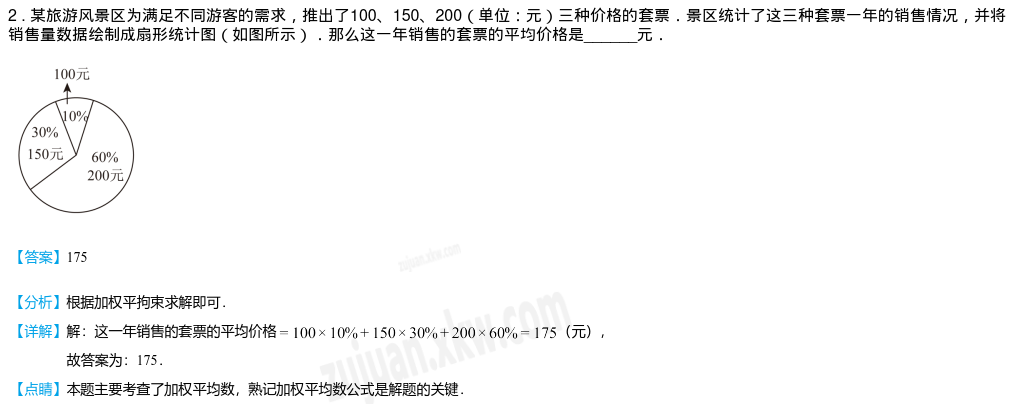 2．某旅游风景区为满足不同游客的需求，推出了100、150、200（单位：元）三种价格的套票．景区统计了这三种套票一年的销售情况，并将
销售量数据绘制成扇形统计图（如图所示）．那么这一年销售的套票的平均价格是______元．
100元
10%
30%
150元
60%
200元
【答案】175
【分析】根据加权平拘束求解即可．
【详解】解：这一年销售的套票的平均价格＝100×10%+150×30%+200×60%＝175（元），
故答案为：175．
【点睛】本题主要考查了加权平均数，熟记加权平均数公式是解题的关键．
zujuan.xkw.com
zujuan.xkw.com